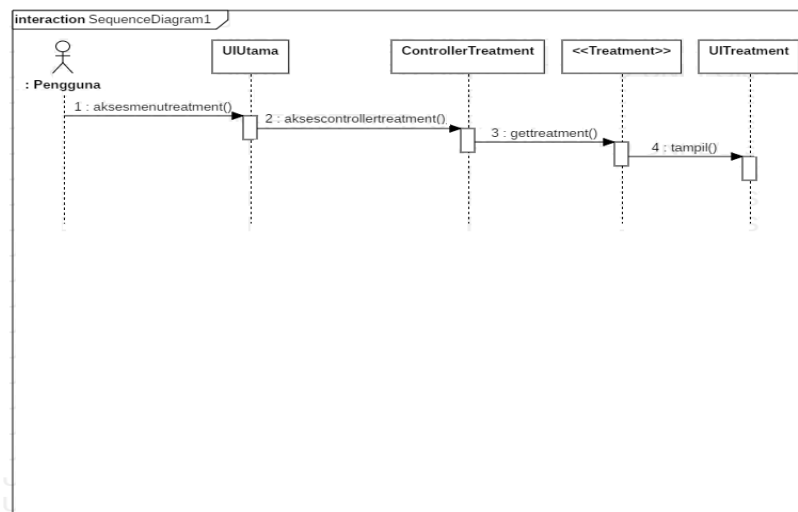 interaction SequenceDiagram1
UIUtama
ControllerTreatment
<<Treatment>>
UITreatment
: Pengguna
1 : aksesmenutreatment()
2 : aksescontrollertreatment()
3 : gettreatment()
4 : tampil()